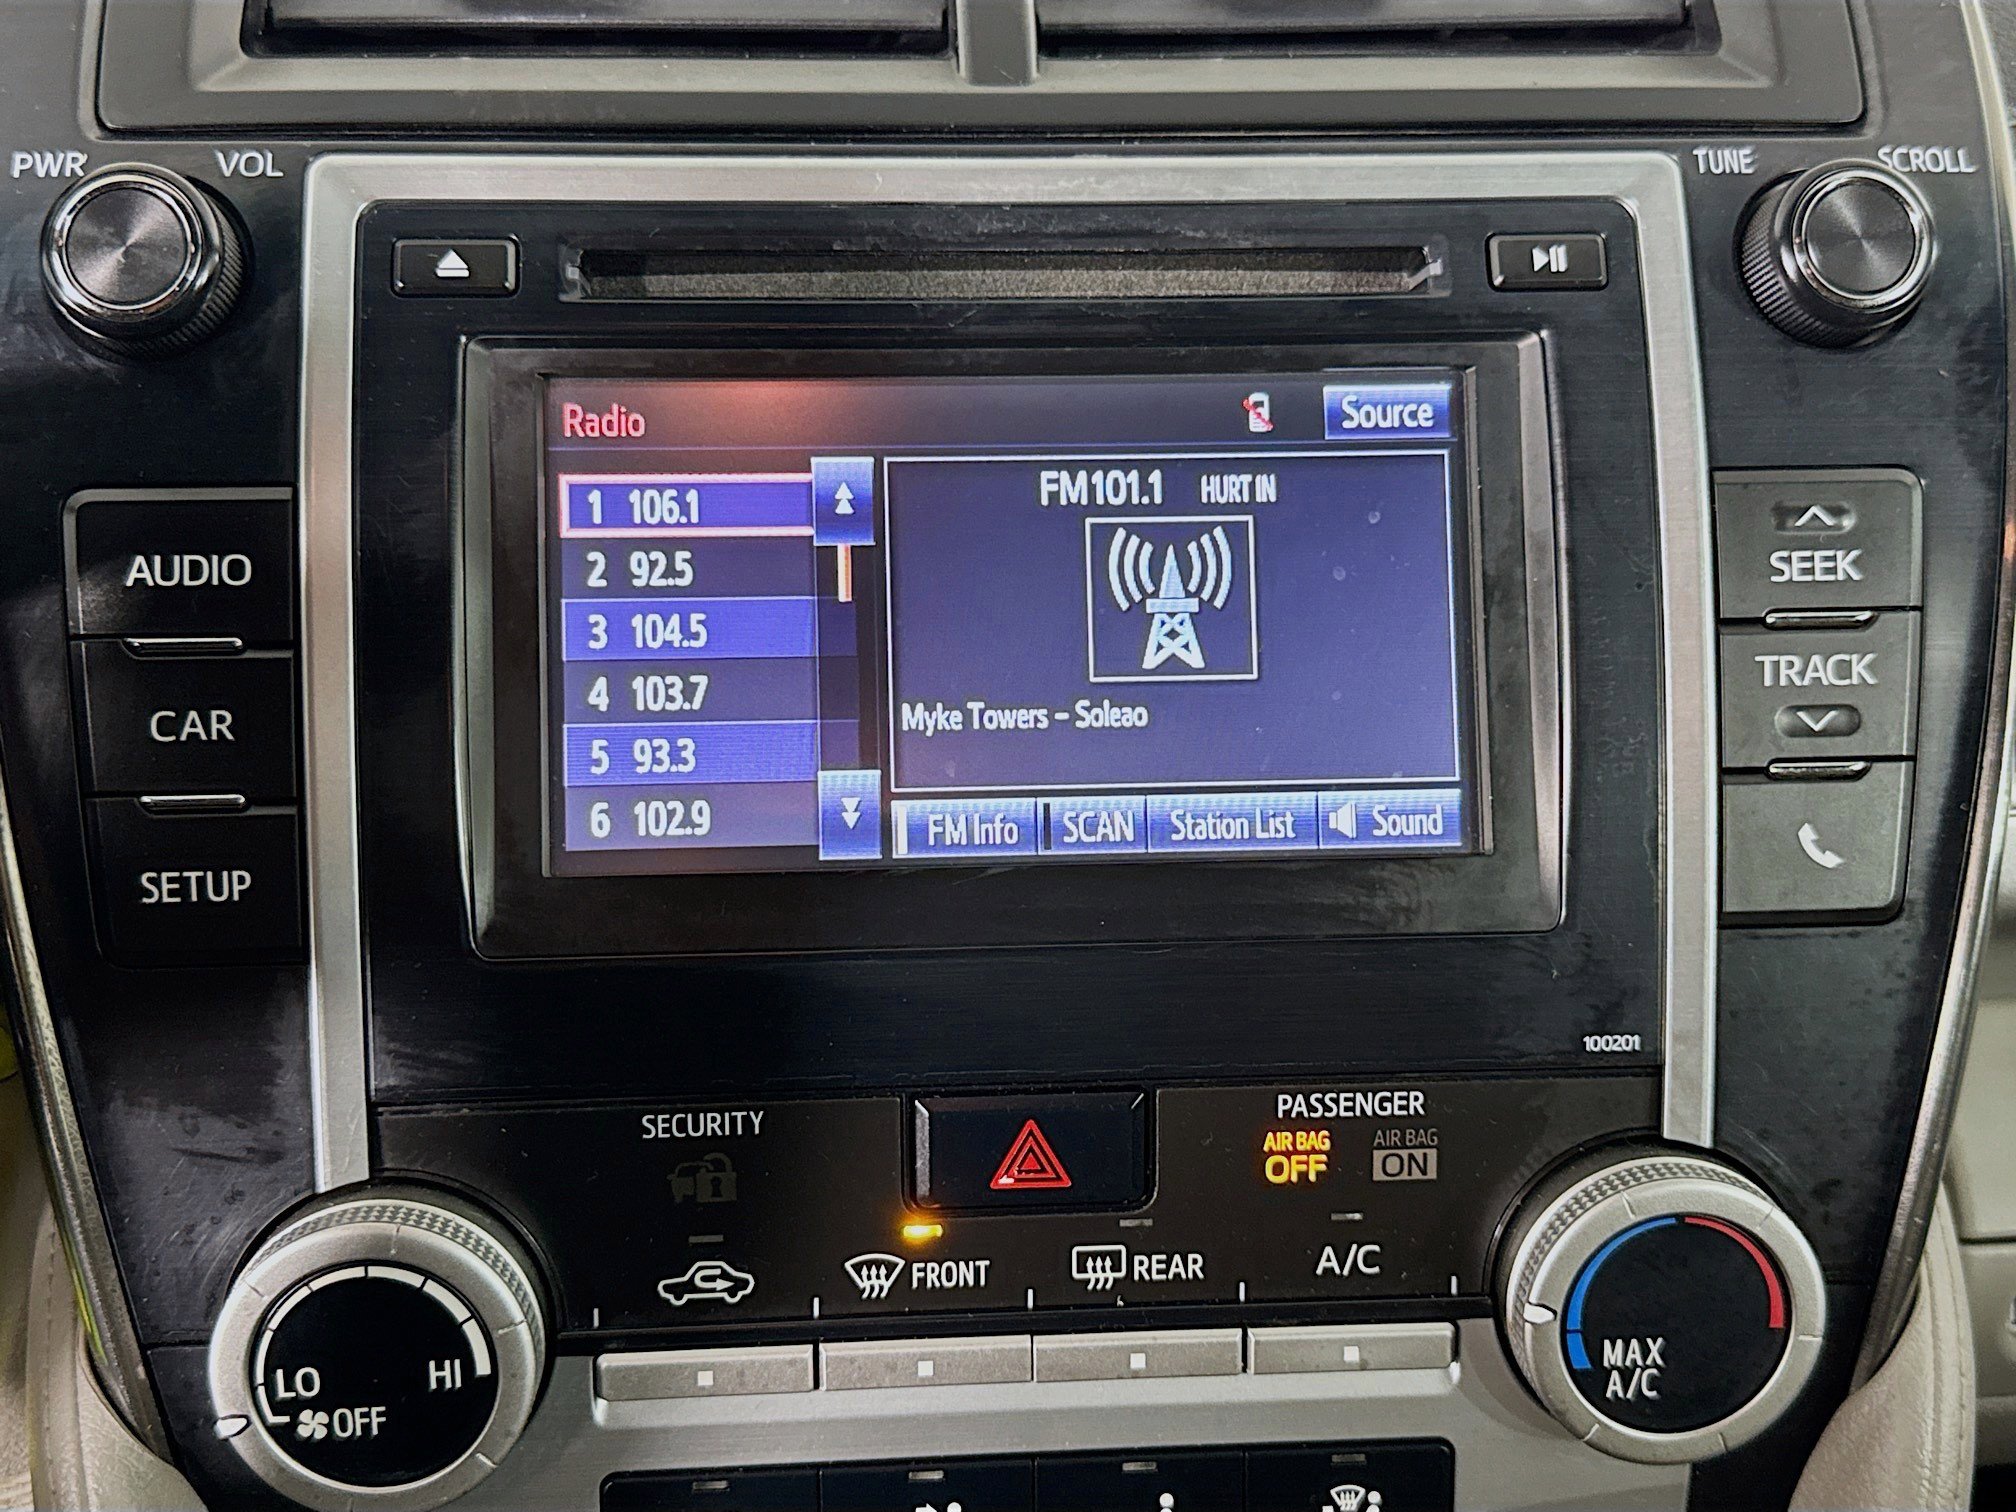 PWR VOL
TUNE SCROLL
Radio
Source
1 106.1
2 92.5
3 104.5
4 103.7
5 93.3
6 102.9
FM101.1 HURT IN
Myke Towers - Soleao
FM Info
SCAN
Station List
Sound
AUDIO
CAR
SETUP
SEEK
TRACK
100201
SECURITY
PASSENGER
AIR BAG
OFF
AIR BAG
ON
FRONT
REAR
A/C
LO HI
OFF
MAX
A/C